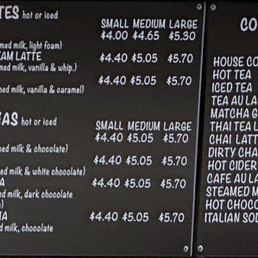 TES hot or iced
SMALL MEDIUM LARGE
$4.00 $4.65 $5.30
med milk, light foam)
AM LATTE $4.40 $5.05 $5.70
med milk, vanilla & whip.)
$4.40 $5.05 $5.70
med milk, vanilla & caramel)
AS hot or iced
SMALL MEDIUM LARGE
$4.40 $5.05 $5.70
med milk & chocolate)
$4.40 $5.05 $5.70
med milk & white chocolate)
A $4.40 $5.05 $5.70
d milk, dark chocolate
)
IA $4.40 $5.05 $5.70
d milk, chocolate
CO
HOUSE CO
HOT TEA
ICED TEA
TEA AU LA
MATCHA G
THAI TEA L
CHAI LATT
DIRTY CHA
HOT CIDER
CAFE AU LA
STEAMED M
HOT CHOCO
ITALIAN SOD